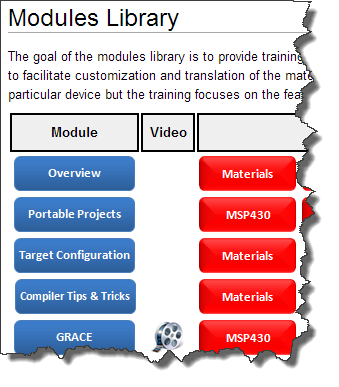 Modules Library
The goal of the modules library is to provide training
to facilitate customization and translation of the mate
particular device but the training focuses on the fea
Module Video
Overview Materials
Portable Projects MSP430
Target Configuration Materials
Compiler Tips & Tricks Materials
GRACE MSP430